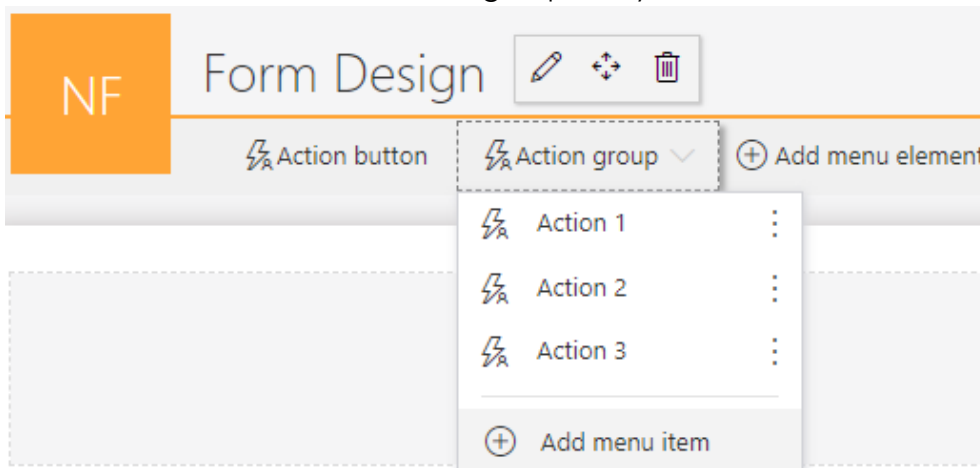 NF
Form Design
Action button
Action group
Add menu element
Action 1
Action 2
Action 3
Add menu item